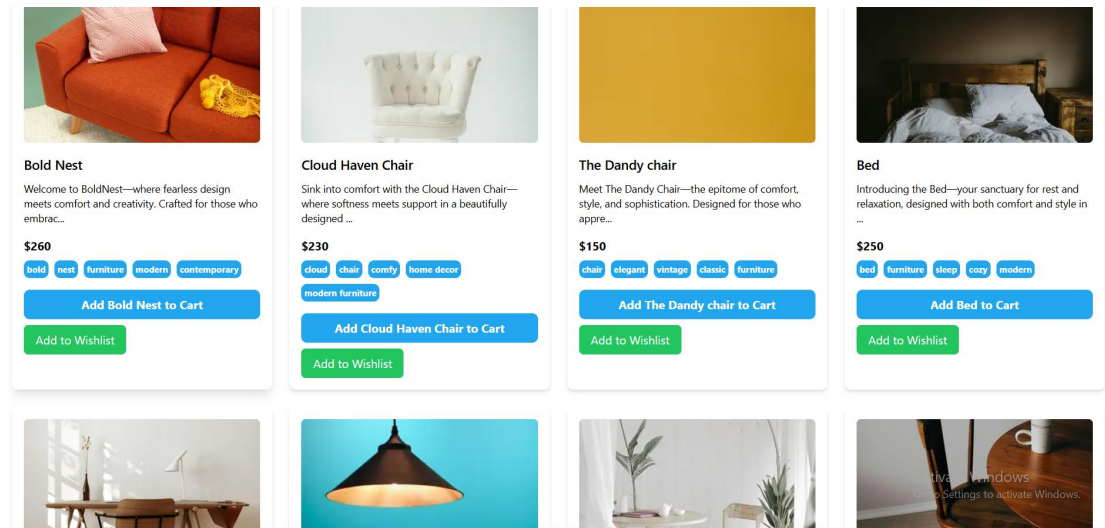 Bold Nest
Welcome to BoldNest—where fearless design
meets comfort and creativity. Crafted for those who
embrac...
$260
bold nest furniture modern contemporary
Add Bold Nest to Cart
Add to Wishlist
Cloud Haven Chair
Sink into comfort with the Cloud Haven Chair—
where softness meets support in a beautifully
designed ...
$230
cloud chair comfy home decor
modern furniture
Add Cloud Haven Chair to Cart
Add to Wishlist
The Dandy chair
Meet The Dandy Chair—the epitome of comfort,
style, and sophistication. Designed for those who
appre...
$150
chair elegant vintage classic furniture
Add The Dandy chair to Cart
Add to Wishlist
Bed
Introducing the Bed—your sanctuary for rest and
relaxation, designed with both comfort and style in
...
$250
bed furniture sleep cozy modern
Add Bed to Cart
Add to Wishlist
Windows
to Settings to activate Windows.